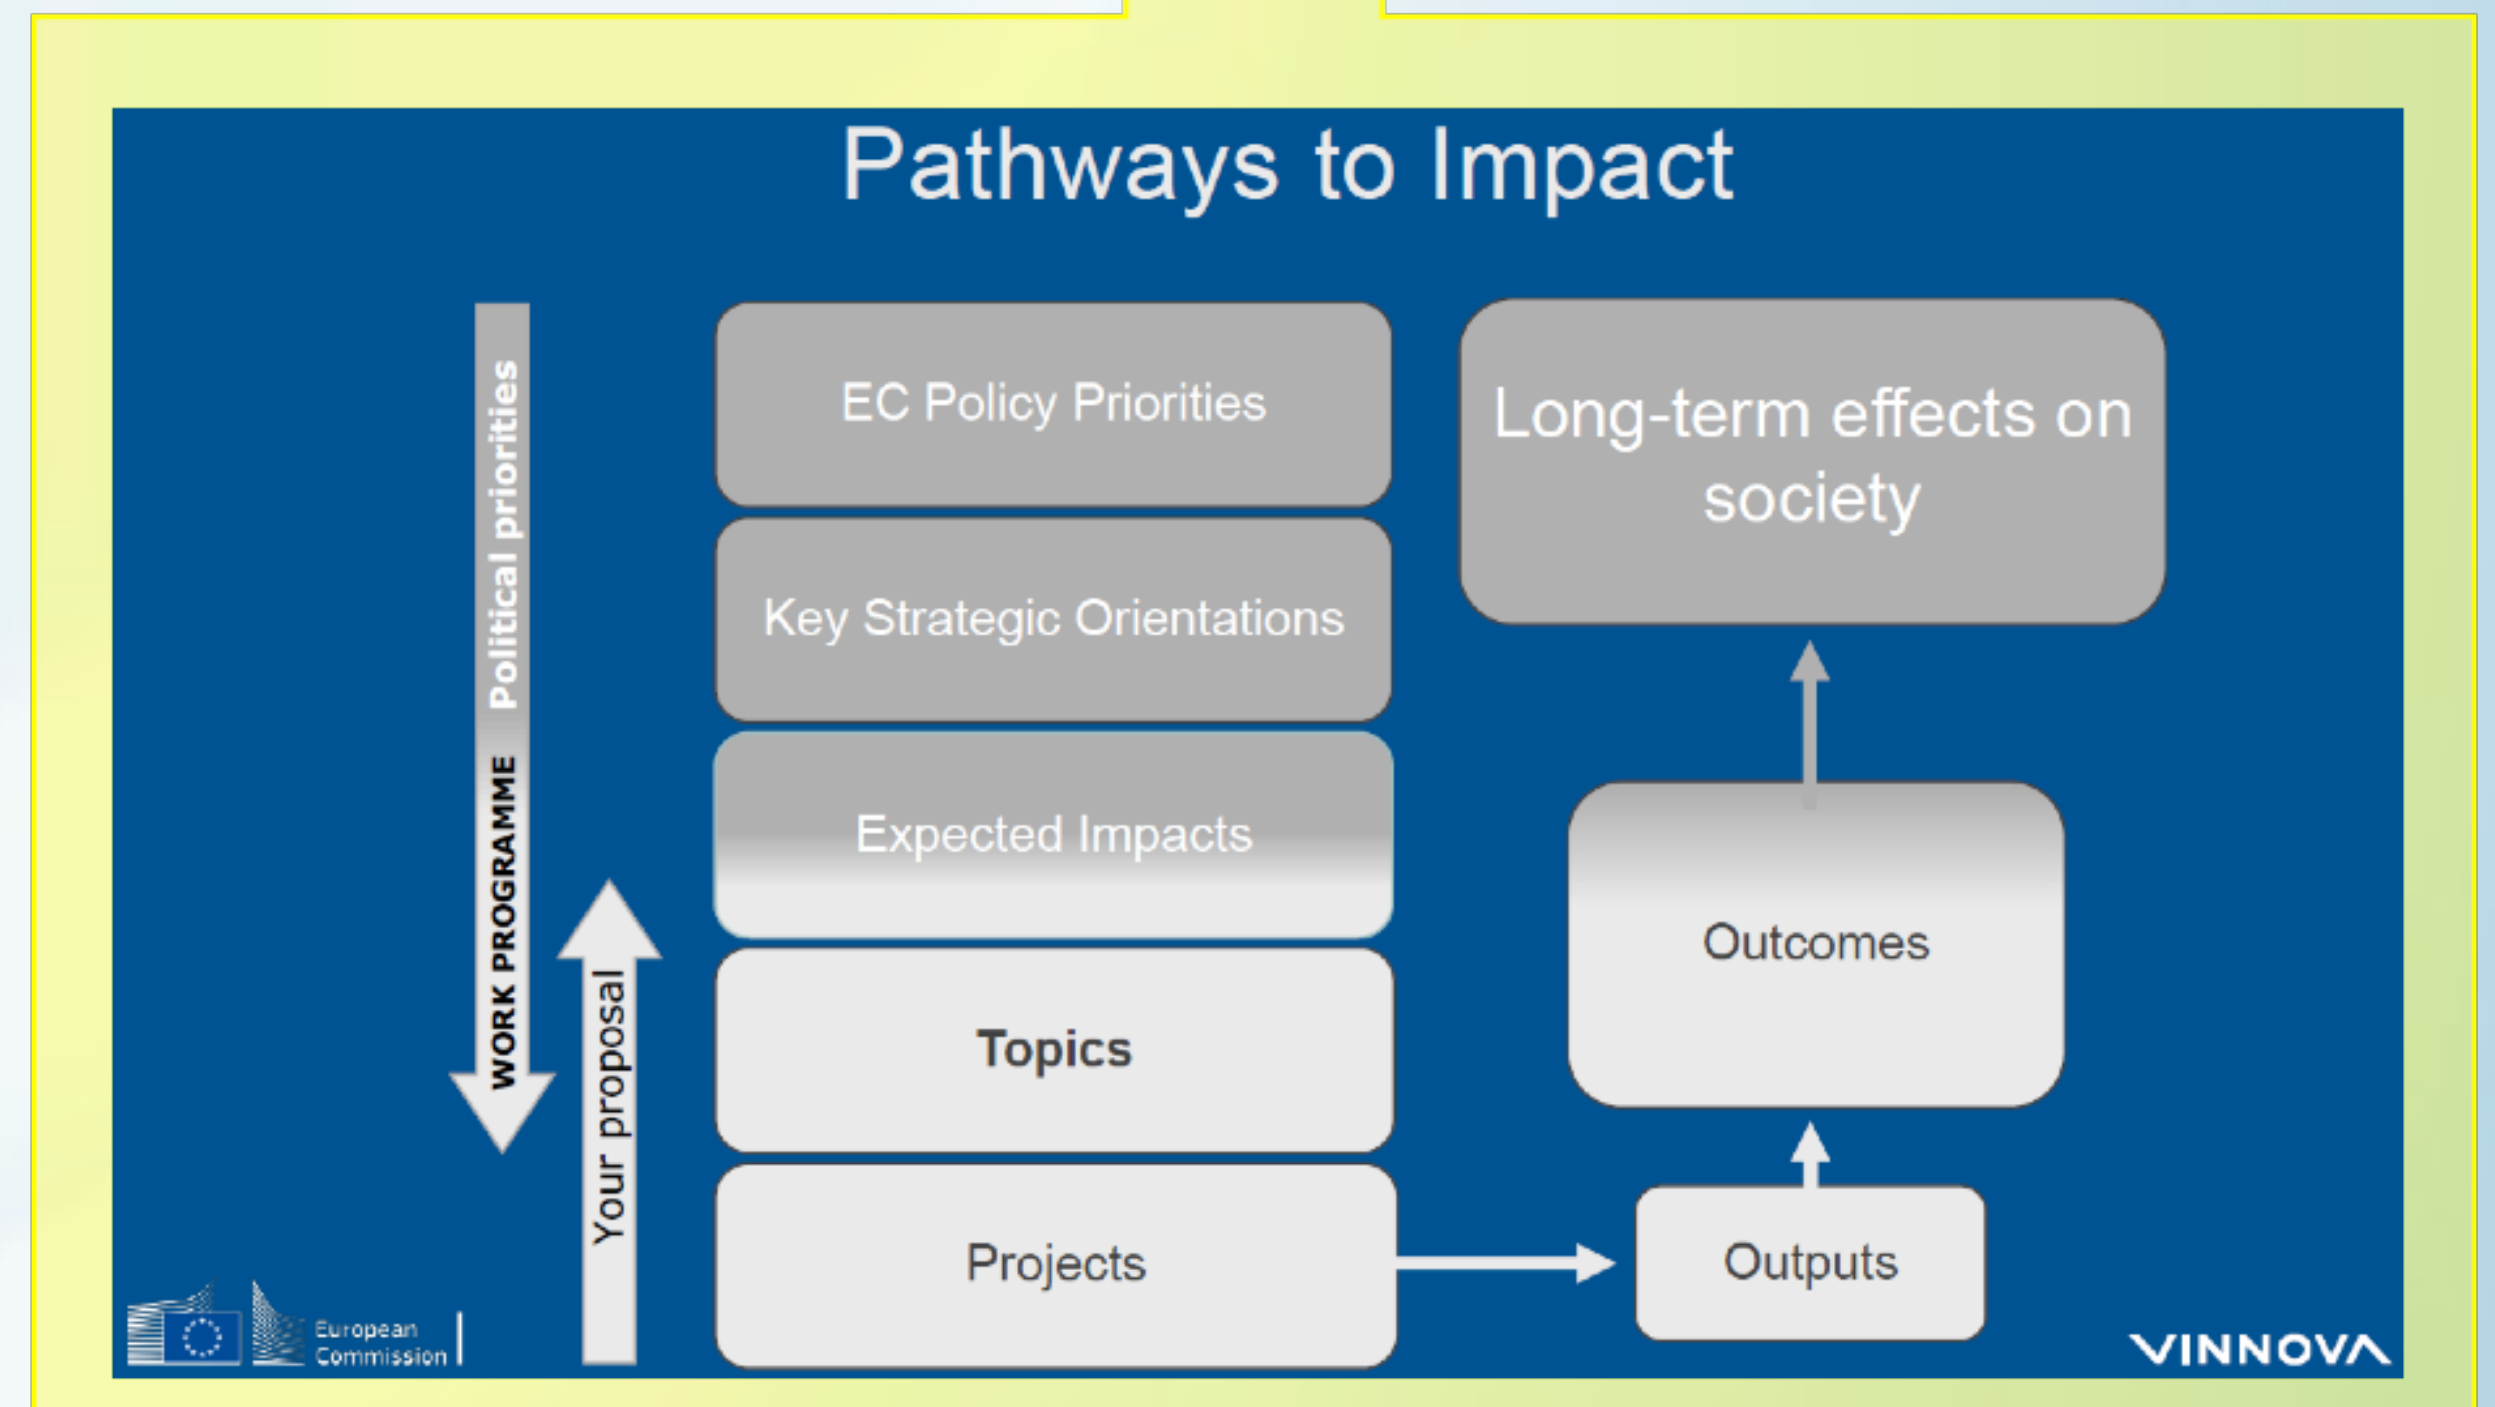 Pathways to Impact
Political priorities
WORK PROGRAMME
Your proposal
EC Policy Priorities
Key Strategic Orientations
Expected Impacts
Topics
Projects
Long-term effects on
society
Outcomes
Outputs
European
Commission
VINNOVA